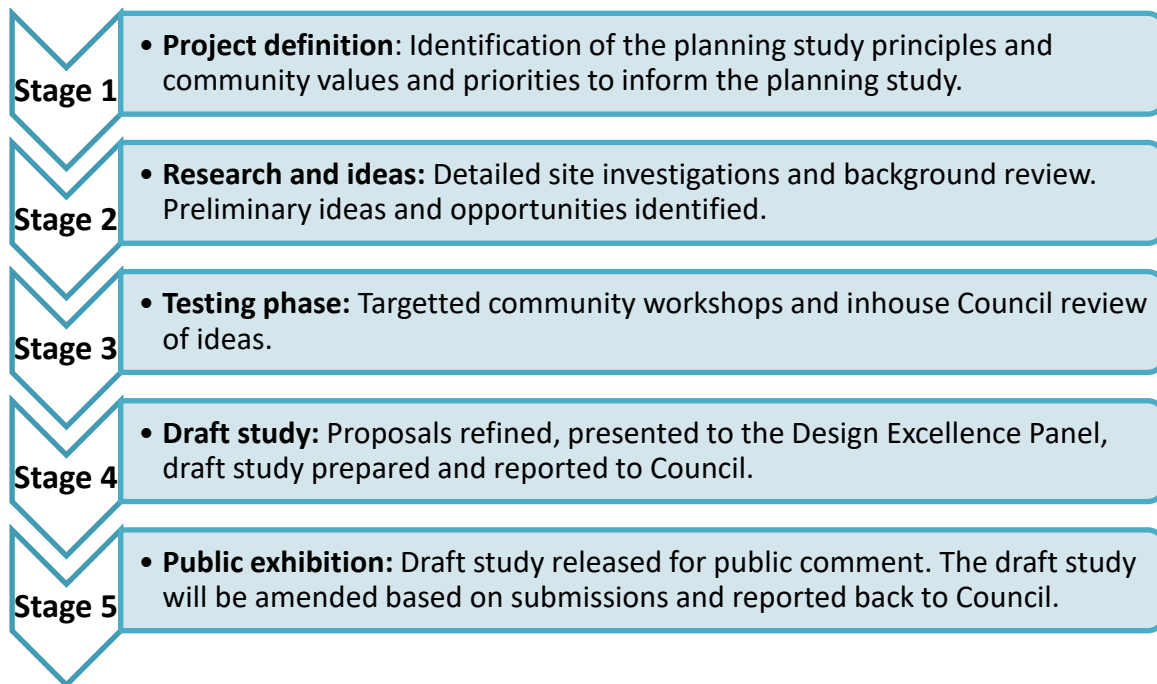 Stage 1
• Project definition: Identification of the planning study principles and
community values and priorities to inform the planning study.
Stage 2
• Research and ideas: Detailed site investigations and background review.
Preliminary ideas and opportunities identified.
Stage 3
• Testing phase: Targetted community workshops and inhouse Council review
of ideas.
Stage 4
• Draft study: Proposals refined, presented to the Design Excellence Panel,
draft study prepared and reported to Council.
Stage 5
• Public exhibition: Draft study released for public comment. The draft study
will be amended based on submissions and reported back to Council.